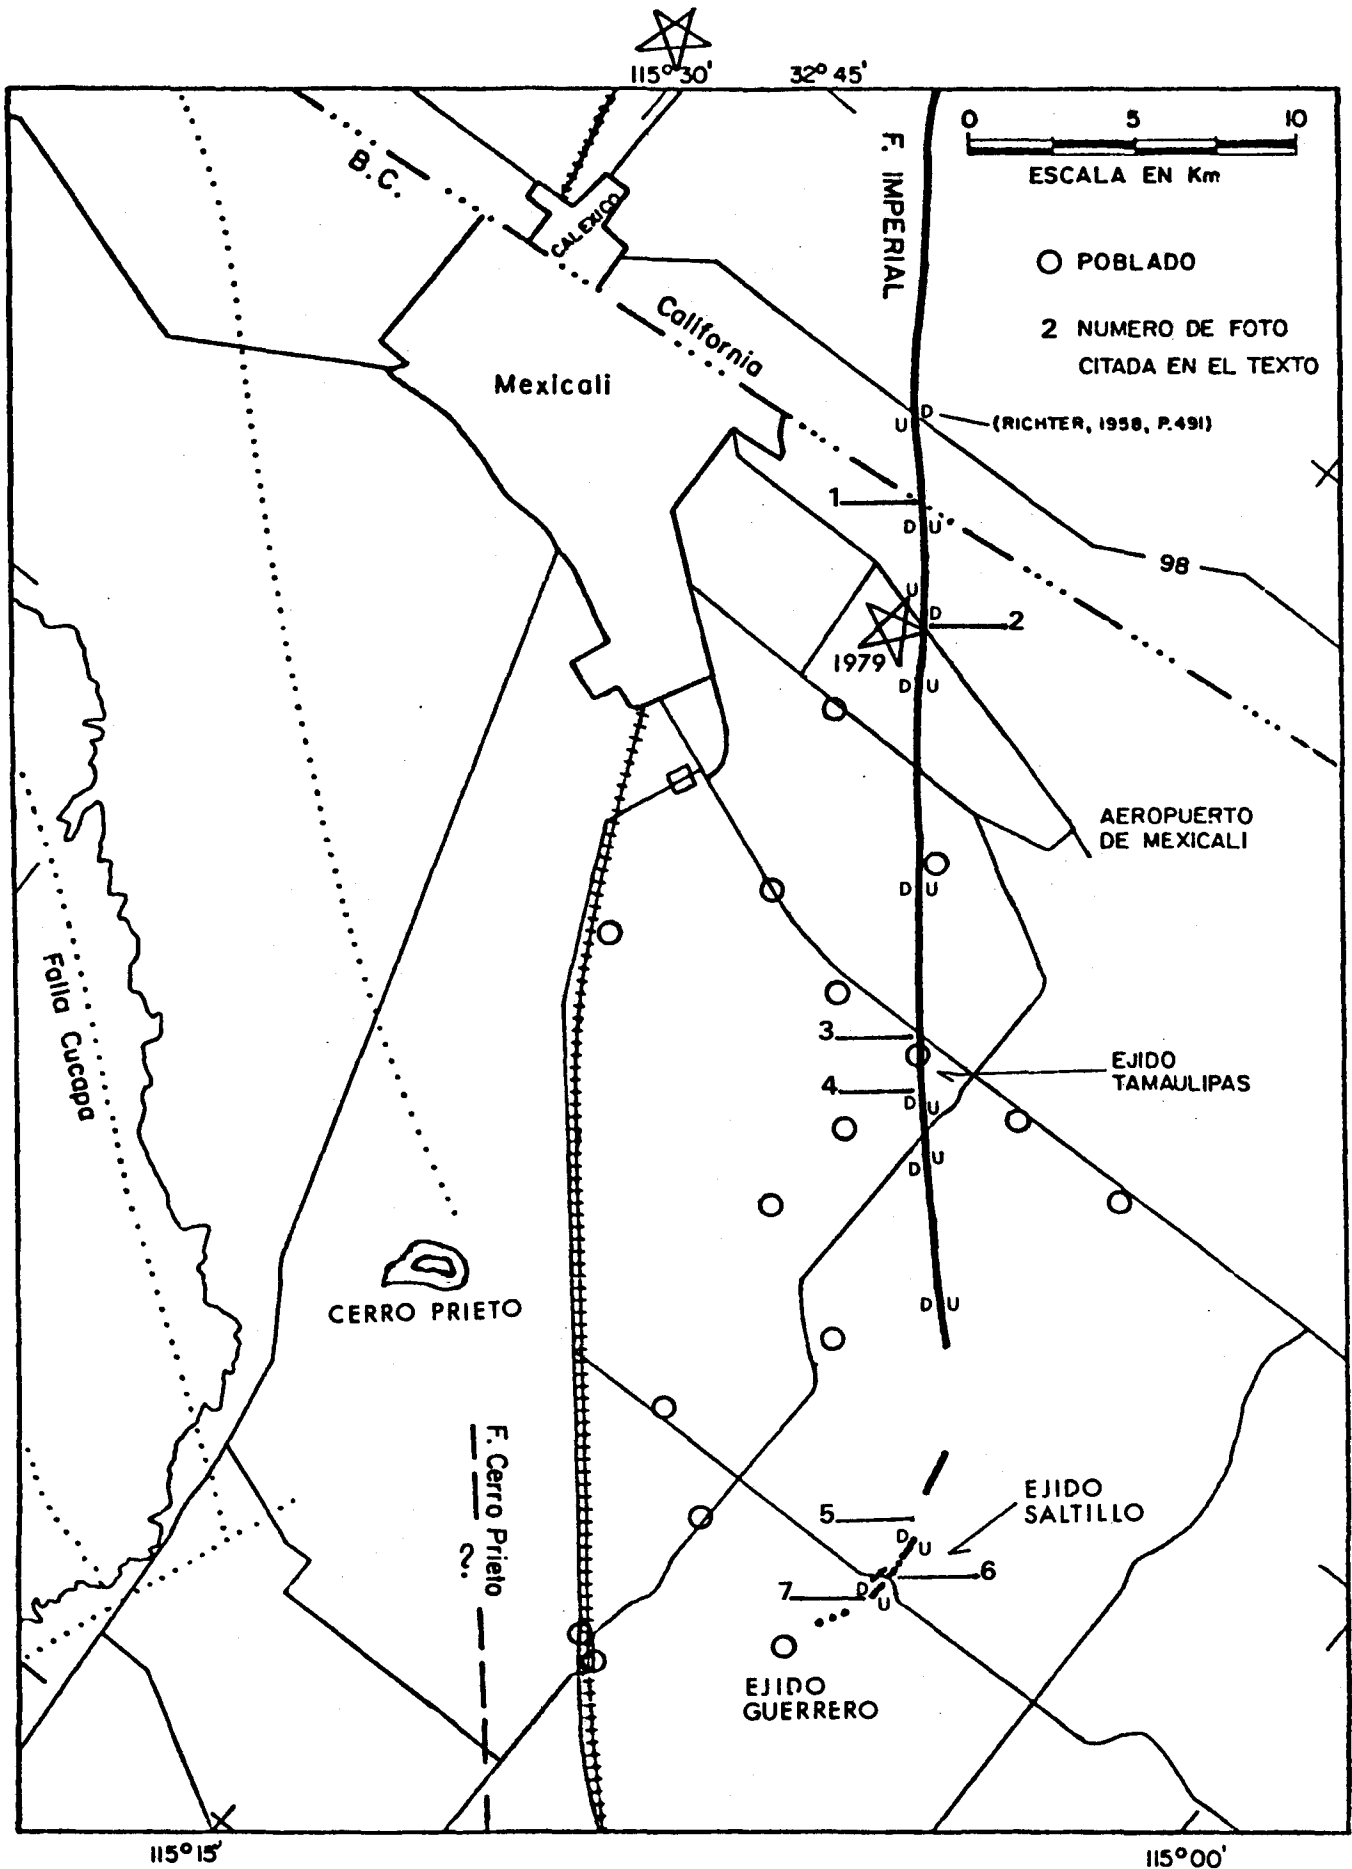 115° 30'
32° 45'
0 5 10
ESCALA EN Km
B.C.
CALEXICO
F. IMPERIAL
POBLADO
2 NUMERO DE FOTO
CITADA EN EL TEXTO
California
Mexicali
U D
(RICHTER, 1958, P.491)
1
D U
98
U
D
2
1979
D U
AEROPUERTO
DE MEXICALI
D U
Falla Cucapa
3
EJIDO
TAMAULIPAS
4
D U
D U
CERRO PRIETO
D U
F. Cerro Prieto
?
EJIDO
SALTILLO
5
D U
6
7
D U
EJIDO
GUERRERO
115° 15'
115° 00'